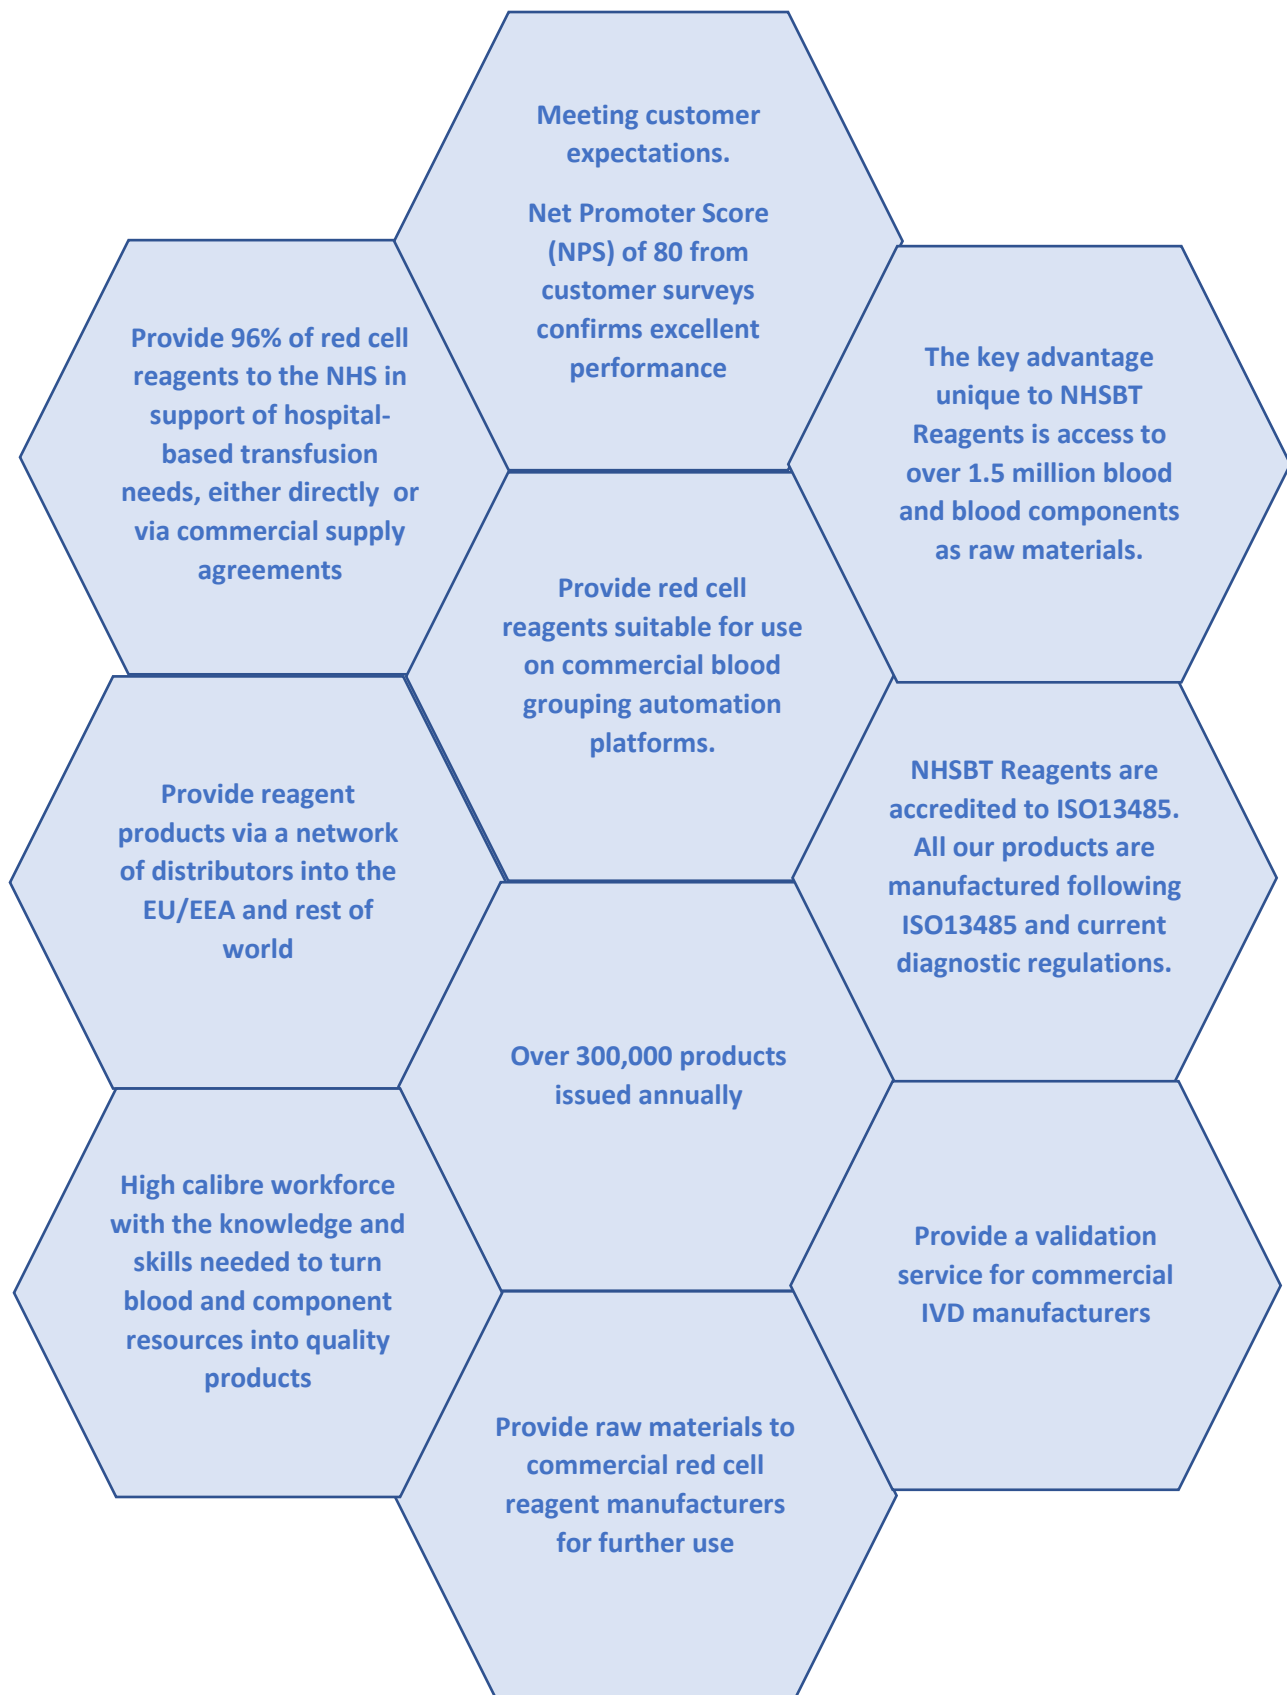 Meeting customer
expectations.
Net Promoter Score
(NPS) of 80 from
customer surveys
confirms excellent
performance
Provide 96% of red cell
reagents to the NHS in
support of hospital-
based transfusion
needs, either directly  or
via commercial supply
agreements
The key advantage
unique to NHSBT
Reagents is access to
over 1.5 million blood
and blood components
as raw materials.
Provide red cell
reagents suitable for use
on commercial blood
grouping automation
platforms.
Provide reagent
products via a network
of distributors into the
EU/EEA and rest of
world
NHSBT Reagents are
accredited to ISO13485.
All our products are
manufactured following
ISO13485 and current
diagnostic regulations.
Over 300,000 products
issued annually
High calibre workforce
with the knowledge and
skills needed to turn
blood and component
resources into quality
products
Provide a validation
service for commercial
IVD manufacturers
Provide raw materials to
commercial red cell
reagent manufacturers
for further use